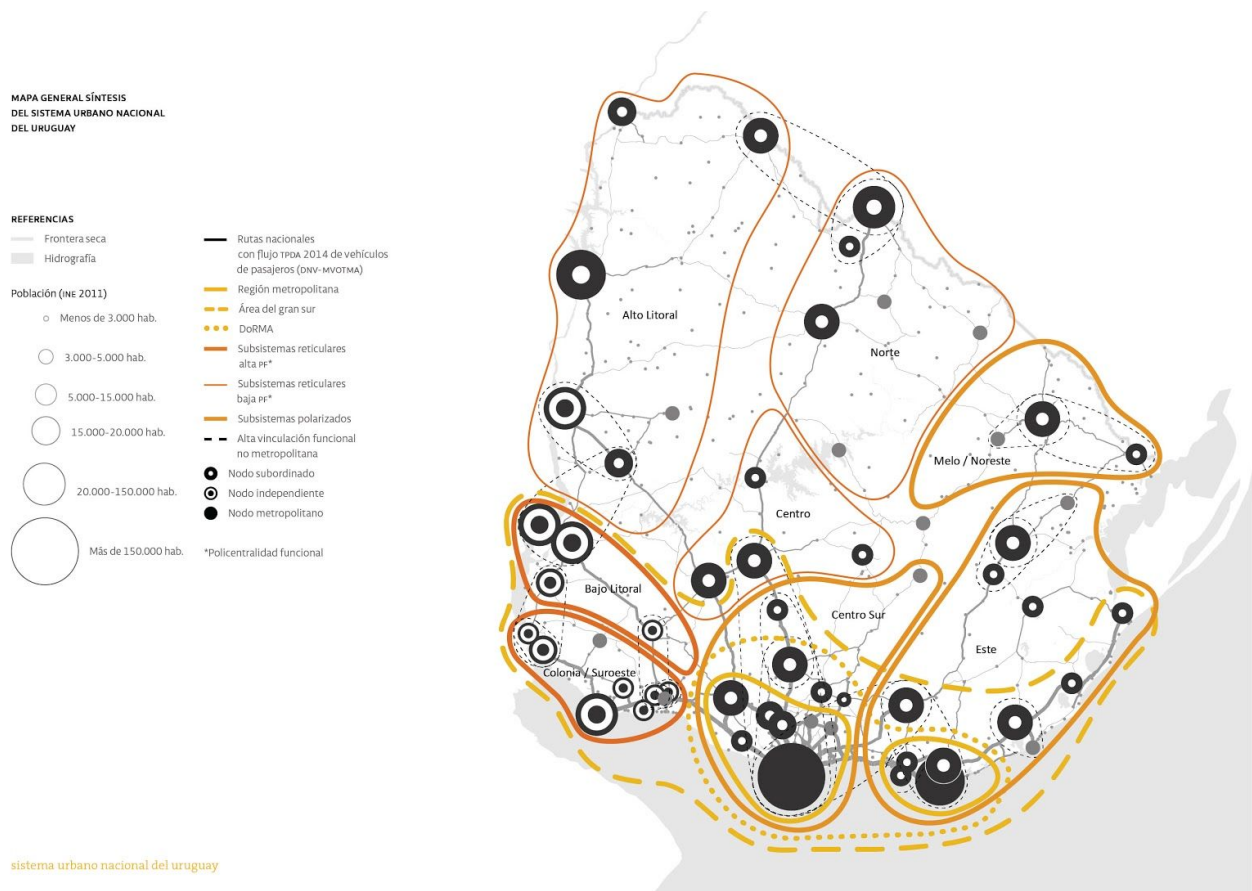 MAPA GENERAL SÍNTESIS
DEL SISTEMA URBANO NACIONAL
DEL URUGUAY
REFERENCIAS
Frontera seca
Hidrografía
Población (INE 2011)
Menos de 3.000 hab.
3.000-5.000 hab.
5.000-15.000 hab.
15.000-20.000 hab.
20.000-150.000 hab.
Más de 150.000 hab.
Rutas nacionales
con flujo TPDA 2014 de vehículos
de pasajeros (DNV-MVOTMA)
Región metropolitana
Área del gran sur
DoRMA
Subsistemas reticulares
alta PF*
Subsistemas reticulares
baja PF*
Subsistemas polarizados
Alta vinculación funcional
no metropolitana
Nodo subordinado
Nodo independiente
Nodo metropolitano
*Policentralidad funcional
Alto Litoral
Norte
Melo / Noreste
Centro
Bajo Litoral
Centro Sur
Este
Colonia / Suroeste
sistema urbano nacional del uruguay